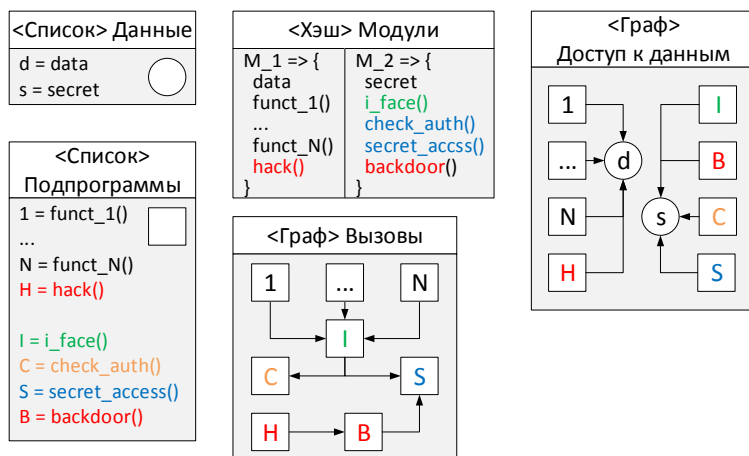 <Список> Данные
d = data
s = secret
<Список>
Подпрограммы
1 = funct_1()
...
N = funct_N()
H = hack()
I = i_face()
C = check_auth()
S = secret_access()
B = backdoor()
<Хэш> Модули
M_1 => {
data
funct_1()
...
funct_N()
hack()
}
M_2 => {
secret
i_face()
check_auth()
secret_accss()
backdoor()
}
<Граф> Вызовы
1 ... N
I
C S
H B
<Граф>
Доступ к данным
1 I
... d B
N s C
H S